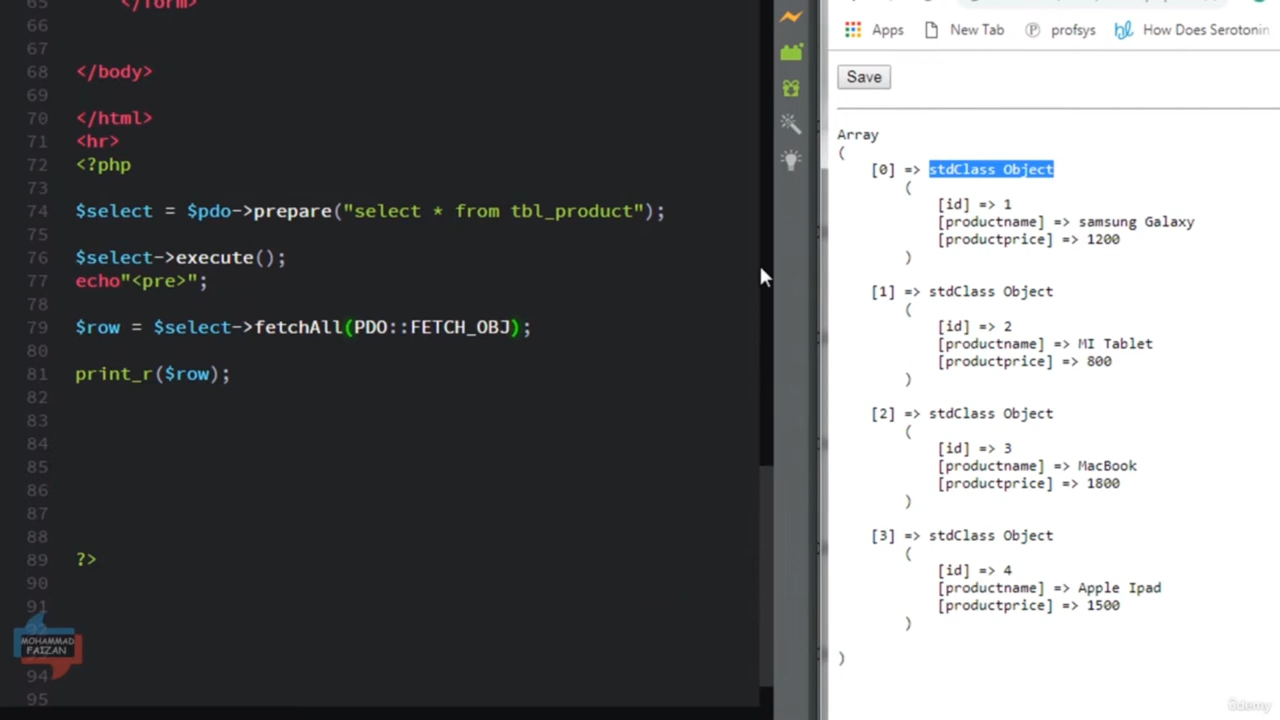 65 </form>
66
67
68 </body>
69
70 </html>
71 <hr>
72 <?php
73
74 $select = $pdo->prepare("select * from tbl_product");
75
76 $select->execute();
77 echo"<pre>";
78
79 $row = $select->fetchAll(PDO::FETCH_OBJ);
80
81 print_r($row);
82
83
84
85
86
87
88
89 ?>
90
91
94
95
MOHAMMAD
FAIZAN
Apps New Tab profsys How Does Serotonin
Save
Array
(
[0] => stdClass Object
(
[id] => 1
[productname] => samsung Galaxy
[productprice] => 1200
)
[1] => stdClass Object
(
[id] => 2
[productname] => MI Tablet
[productprice] => 800
)
[2] => stdClass Object
(
[id] => 3
[productname] => MacBook
[productprice] => 1800
)
[3] => stdClass Object
(
[id] => 4
[productname] => Apple Ipad
[productprice] => 1500
)
)
Udemy